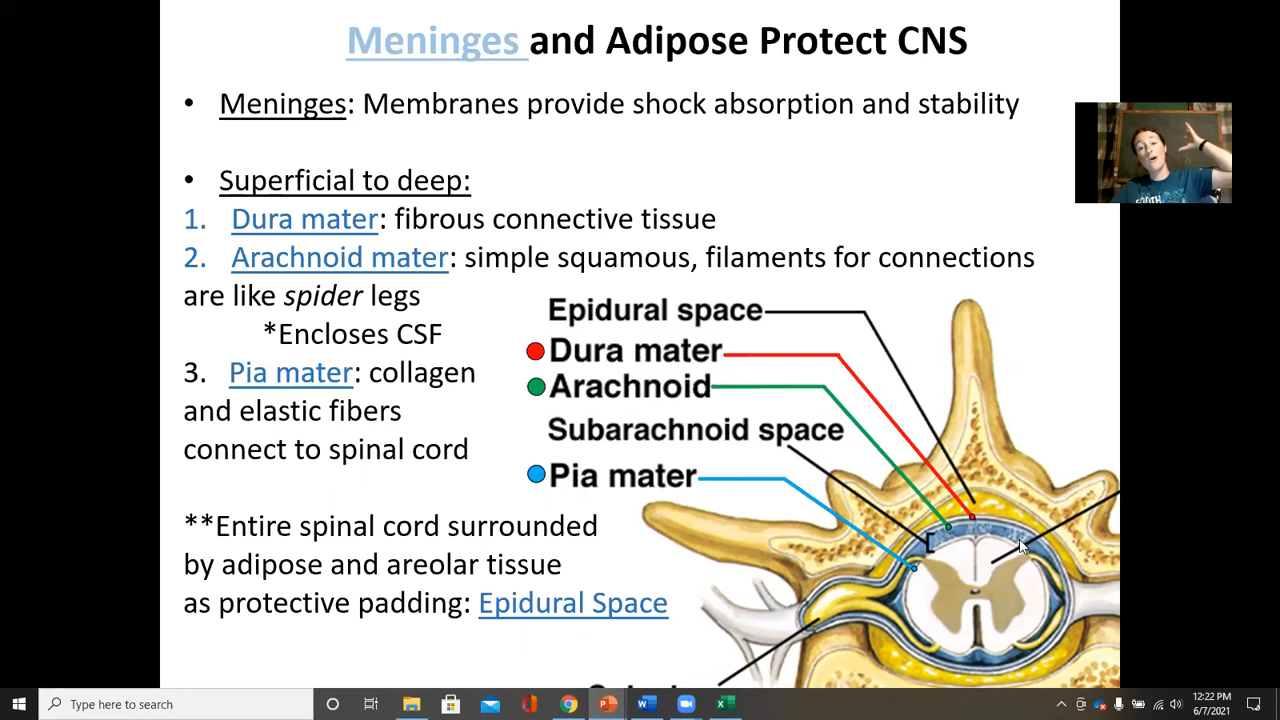 Meninges and Adipose Protect CNS
• Meninges: Membranes provide shock absorption and stability
• Superficial to deep:
1. Dura mater: fibrous connective tissue
2. Arachnoid mater: simple squamous, filaments for connections
are like spider legs
*Encloses CSF
3. Pia mater: collagen
and elastic fibers
connect to spinal cord
**Entire spinal cord surrounded
by adipose and areolar tissue
as protective padding: Epidural Space
Epidural space
Dura mater
Arachnoid
Subarachnoid space
Pia mater
Type here to search
12:22 PM
6/7/2021